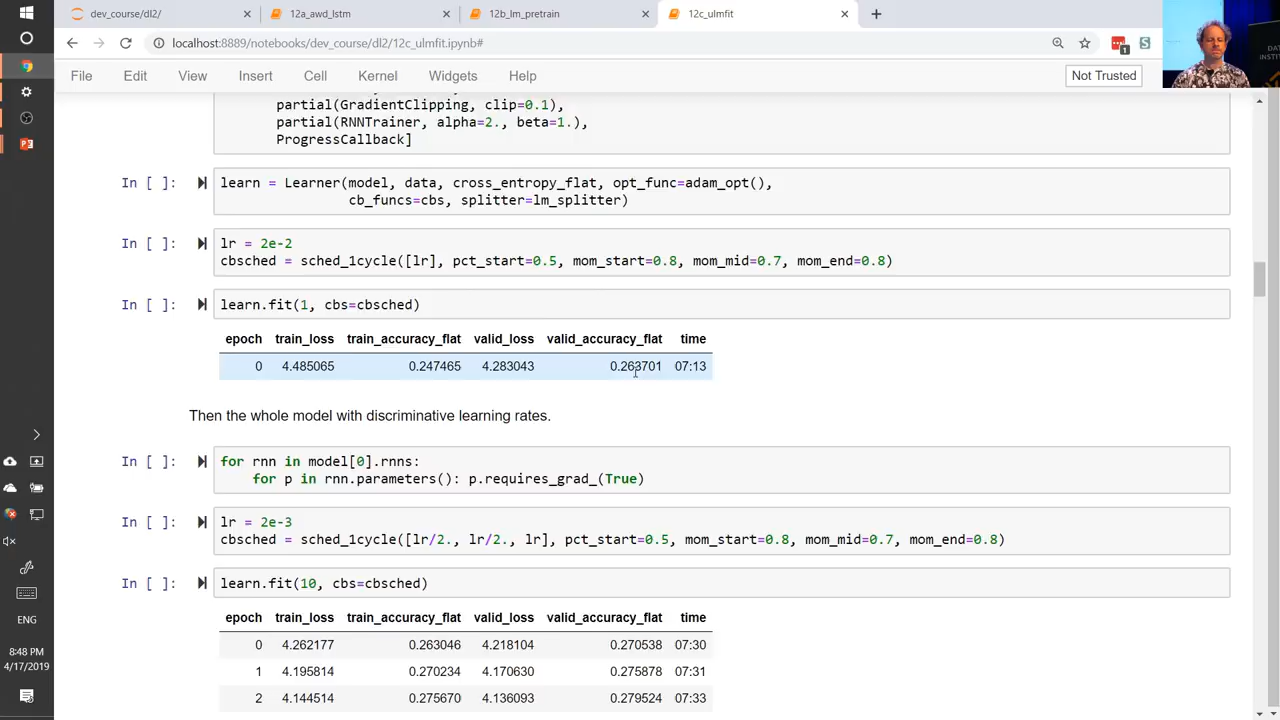 dev_course/dl2/
12a_awd_lstm
12b_lm_pretrain
12c_ulmfit
localhost:8889/notebooks/dev_course/dl2/12c_ulmfit.ipynb#
1
File Edit View Insert Cell Kernel Widgets Help
Not Trusted
partial(GradientClipping, clip=0.1),
partial(RNNTrainer, alpha=2., beta=1.),
ProgressCallback]
In [ ]: learn = Learner(model, data, cross_entropy_flat, opt_func=adam_opt(),
cb_funcs=cbs, splitter=lm_splitter)
In [ ]: lr = 2e-2
cbsched = sched_1cycle([lr], pct_start=0.5, mom_start=0.8, mom_mid=0.7, mom_end=0.8)
In [ ]: learn.fit(1, cbs=cbsched)
epoch train_loss train_accuracy_flat valid_loss valid_accuracy_flat time
0 4.485065 0.247465 4.283043 0.263701 07:13
Then the whole model with discriminative learning rates.
In [ ]: for rnn in model[0].rnns:
for p in rnn.parameters(): p.requires_grad_(True)
In [ ]: lr = 2e-3
cbsched = sched_1cycle([lr/2., lr/2., lr], pct_start=0.5, mom_start=0.8, mom_mid=0.7, mom_end=0.8)
In [ ]: learn.fit(10, cbs=cbsched)
epoch train_loss train_accuracy_flat valid_loss valid_accuracy_flat time
0 4.262177 0.263046 4.218104 0.270538 07:30
1 4.195814 0.270234 4.170630 0.275878 07:31
2 4.144514 0.275670 4.136093 0.279524 07:33
ENG
8:48 PM
4/17/2019